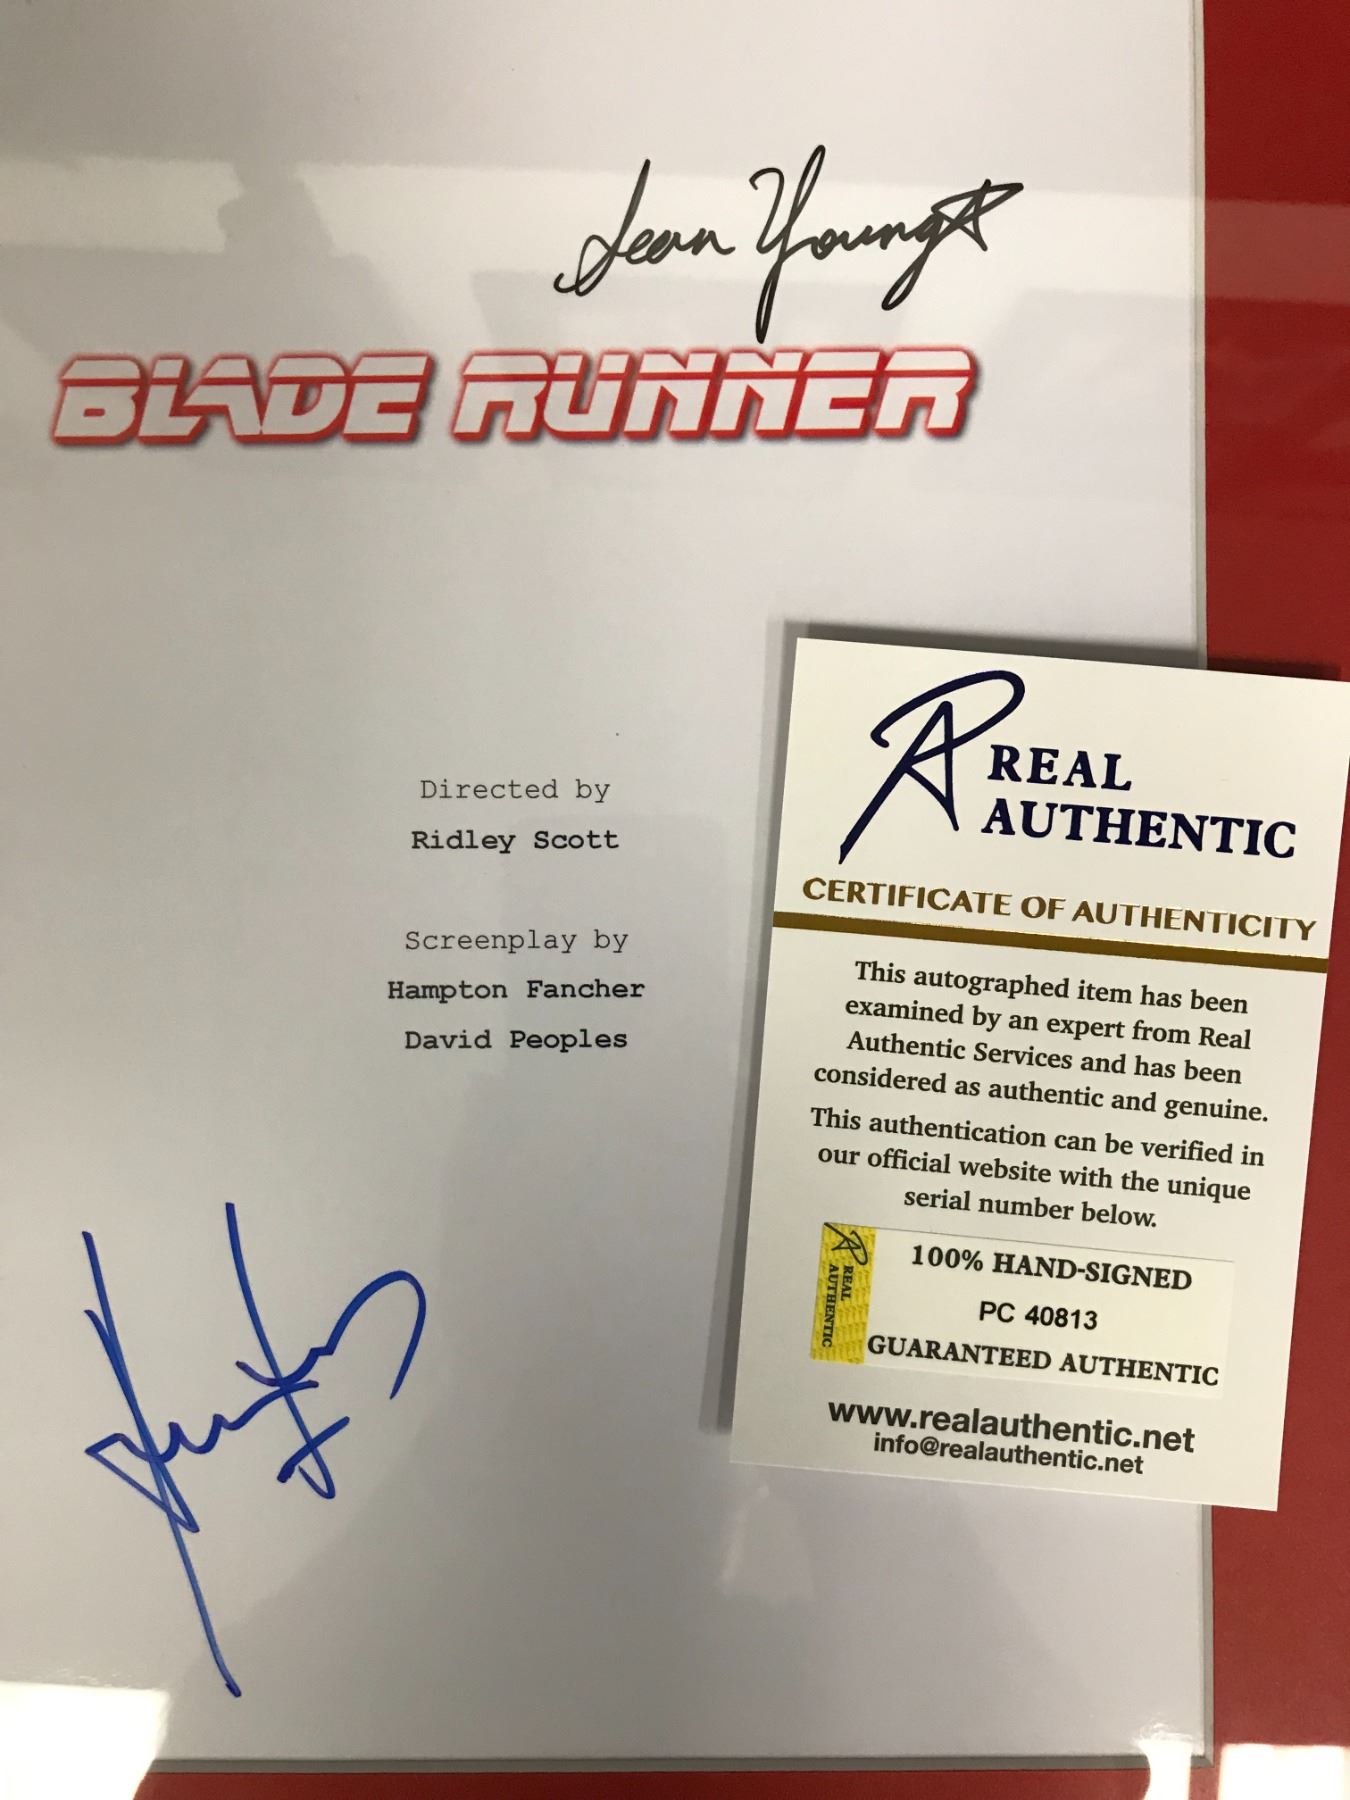 Sean Young
BLADE RUNNER
Directed by
Ridley Scott
Screenplay by
Hampton Fancher
David Peoples
REAL
AUTHENTIC
CERTIFICATE OF AUTHENTICITY
This autographed item has been
examined by an expert from Real
Authentic Services and has been
considered as authentic and genuine.
This authentication can be verified in
our official website with the unique
serial number below.
REAL
AUTHENTIC
100% HAND-SIGNED
PC 40813
GUARANTEED AUTHENTIC
www.realauthentic.net
info@realauthentic.net